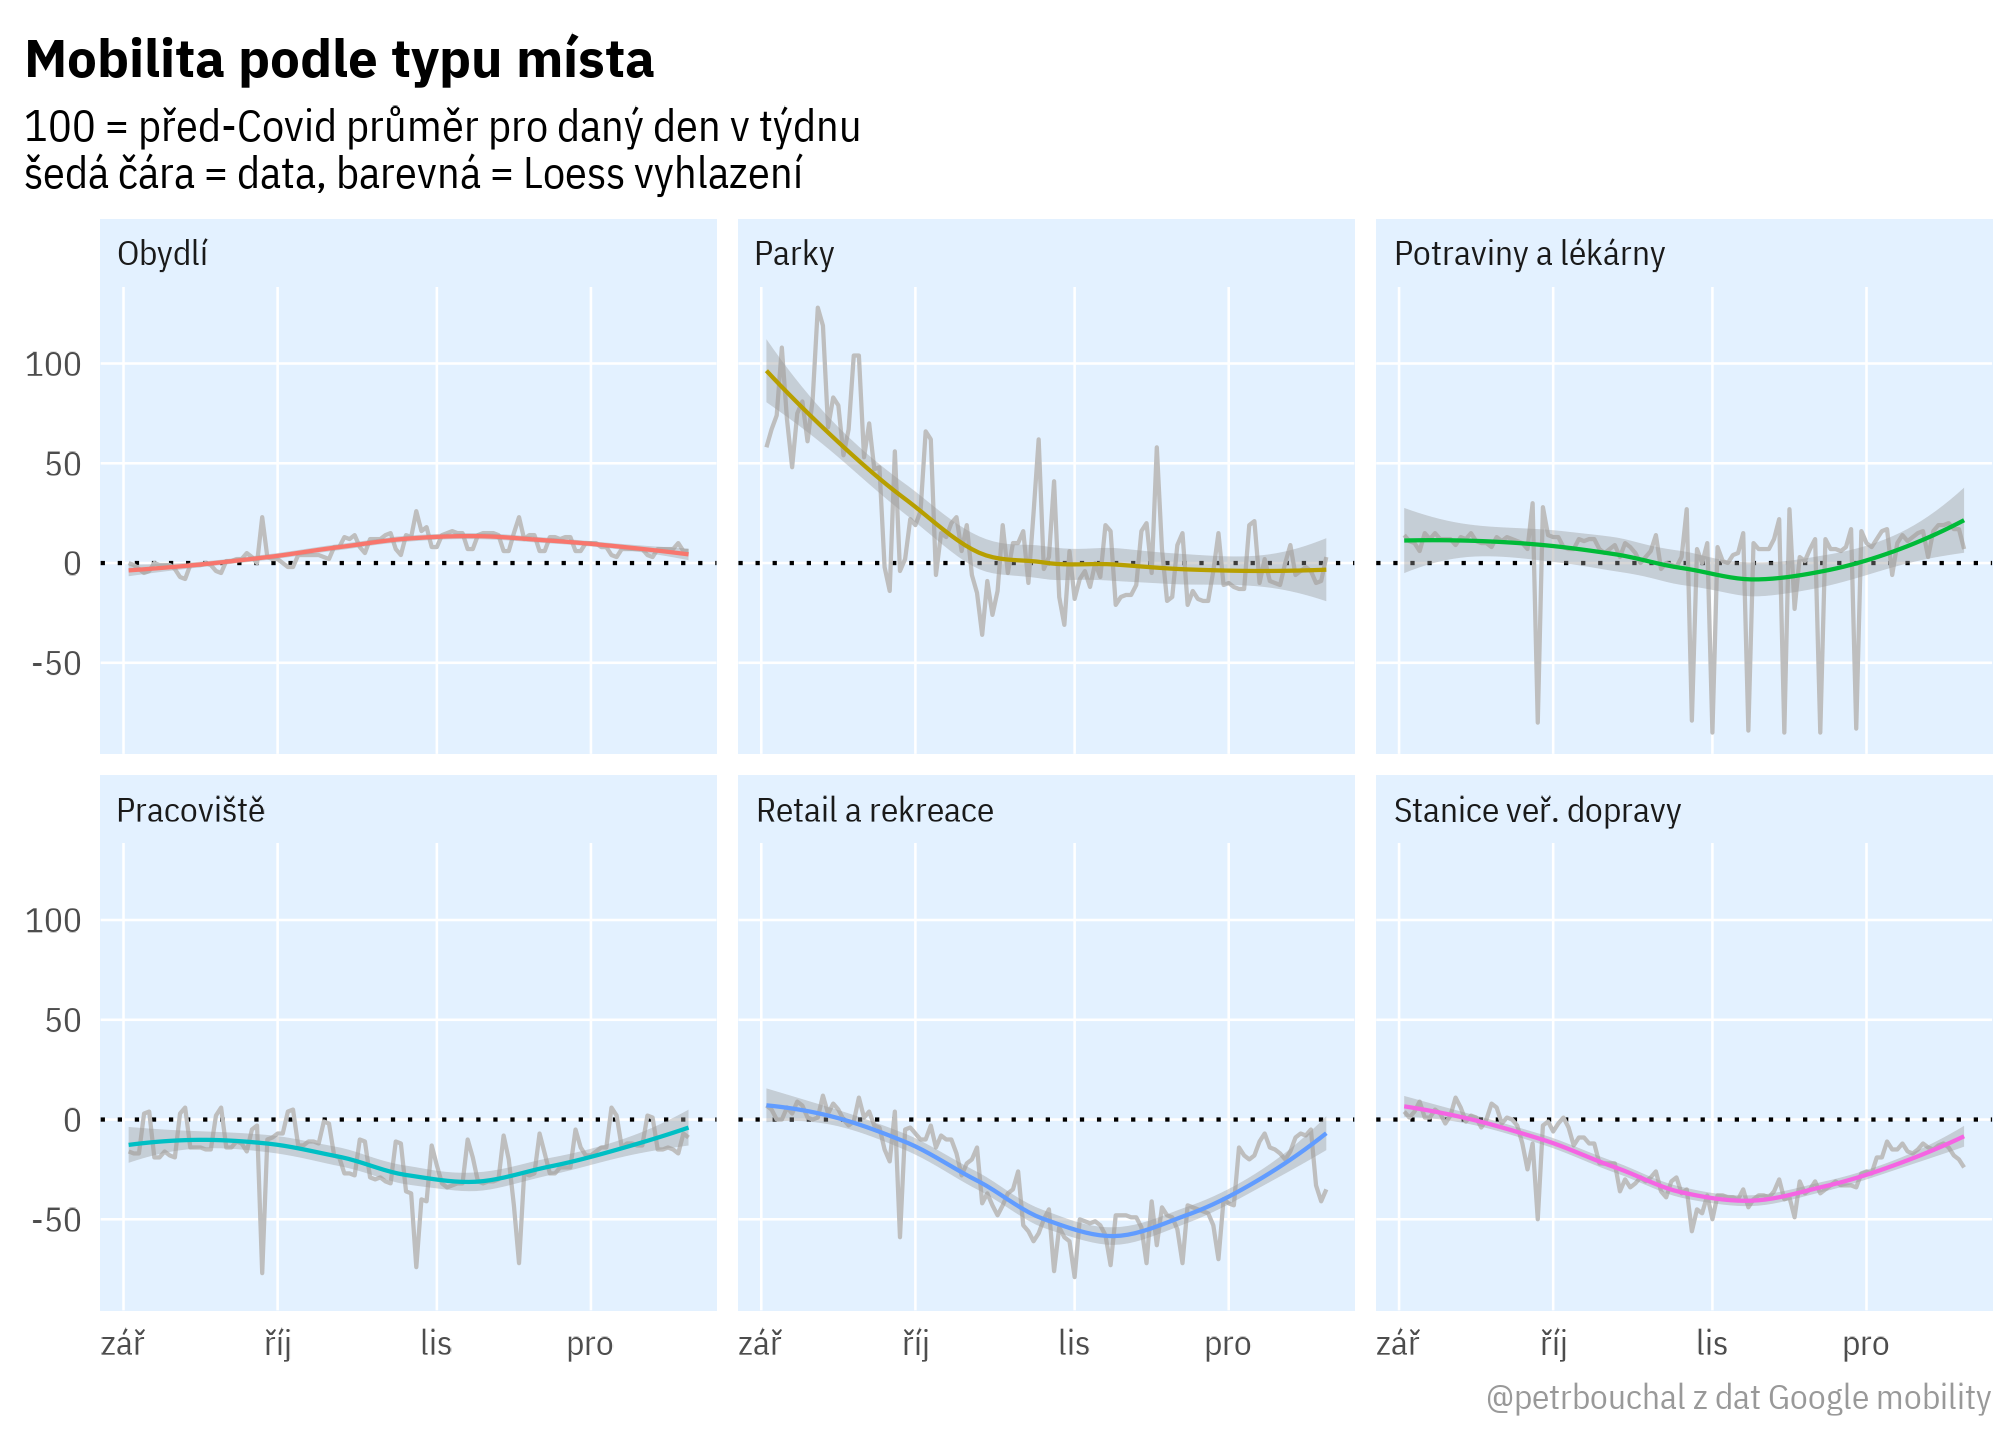 Mobilita podle typu místa
100 = před-Covid průměr pro daný den v týdnu
šedá čára = data, barevná = Loess vyhlazení
Obydlí
Parky
Potraviny a lékárny
100
50
0
-50
Pracoviště
Retail a rekreace
Stanice veř. dopravy
100
50
0
-50
zář říj lis pro
zář říj lis pro
zář říj lis pro
@petrbouchal z dat Google mobility